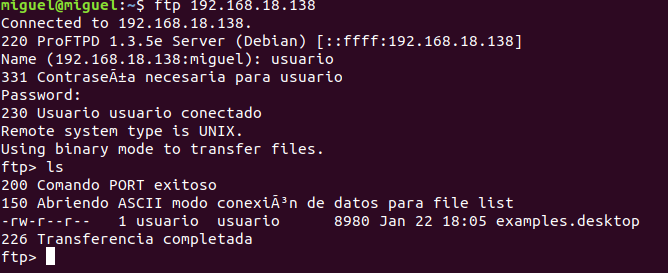 miguel@miguel:~$ ftp 192.168.18.138
Connected to 192.168.18.138.
220 ProFTPD 1.3.5e Server (Debian) [::ffff:192.168.18.138]
Name (192.168.18.138:miguel): usuario
331 ContraseÃ±a necesaria para usuario
Password:
230 Usuario usuario conectado
Remote system type is UNIX.
Using binary mode to transfer files.
ftp> ls
200 Comando PORT exitoso
150 Abriendo ASCII modo conexiÃ³n de datos para file list
-rw-r--r--   1 usuario  usuario      8980 Jan 22 18:05 examples.desktop
226 Transferencia completada
ftp>